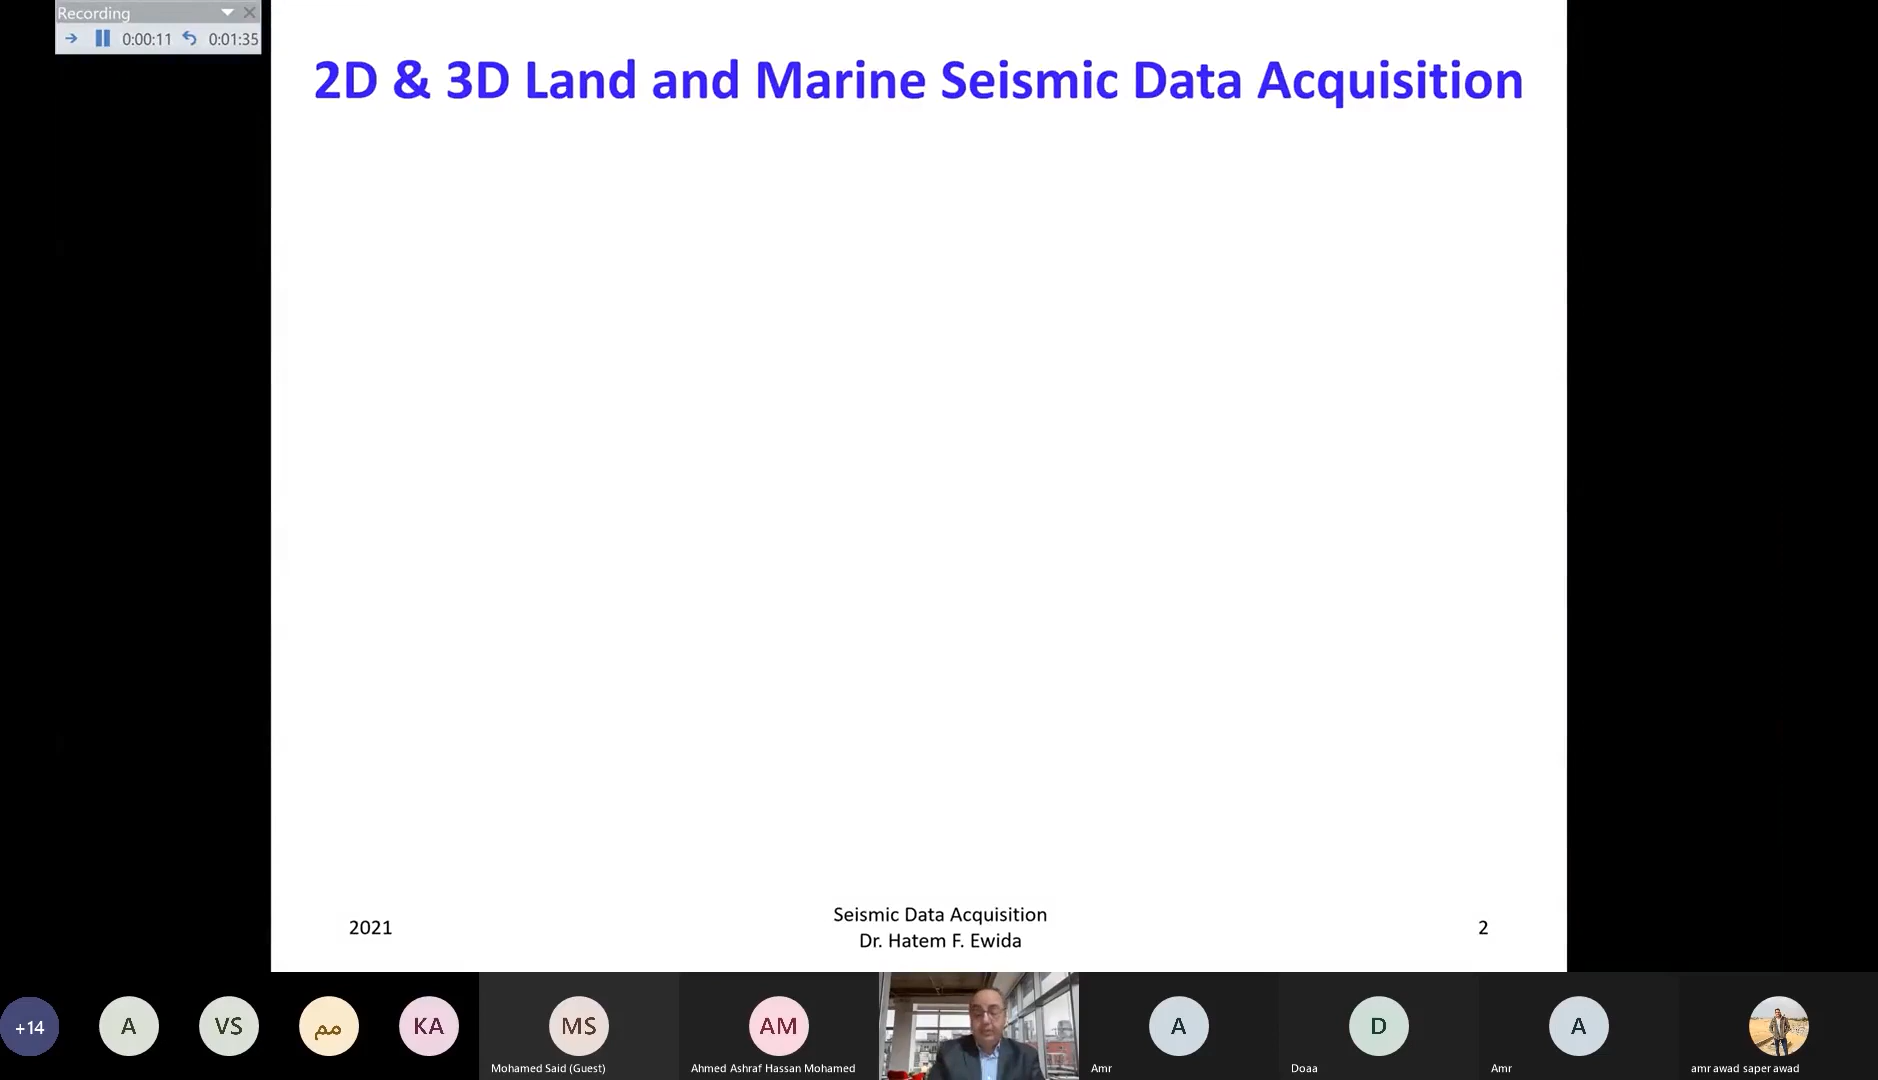 Recording
0:00:11 0:01:35
2D & 3D Land and Marine Seismic Data Acquisition
2021
Seismic Data Acquisition
Dr. Hatem F. Ewida
2
+14
A
VS
مم
KA
MS
AM
A
D
A
Mohamed Said (Guest)
Ahmed Ashraf Hassan Mohamed
Amr
Doaa
Amr
amr awad saper awad